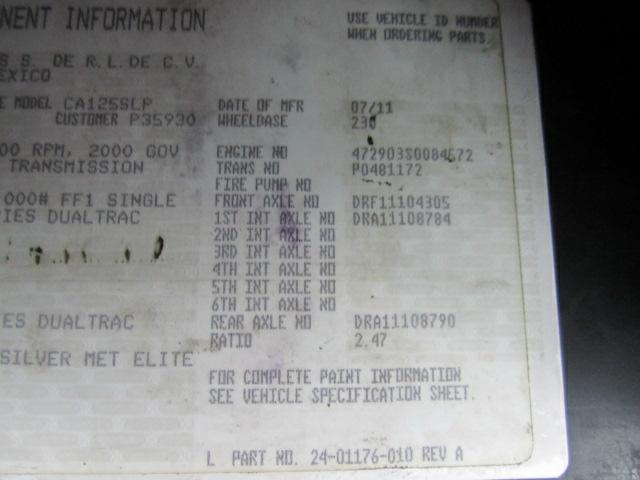 NENT INFORMATION
USE VEHICLE ID NUMBER
WHEN ORDERING PARTS.
S S. DE R.L.DE C.V.
EXICO
E MODEL CA125SLP
CUSTOMER P35930
DATE OF MFR 07/11
WHEELBASE 230
00 RPM, 2000 GOV
TRANSMISSION
ENGINE NO 472903S0084572
TRANS NO P0481172
FIRE PUMP NO
000# FF1 SINGLE
IES DUALTRAC
FRONT AXLE NO DRF11104305
1ST INT AXLE NO DRA11108784
2ND INT AXLE NO
3RD INT AXLE NO
4TH INT AXLE NO
5TH INT AXLE NO
6TH INT AXLE NO
IES DUALTRAC
REAR AXLE NO DRA11108790
RATIO 2.47
SILVER MET ELITE
FOR COMPLETE PAINT INFORMATION
SEE VEHICLE SPECIFICATION SHEET.
L PART NO. 24-01176-010 REV A